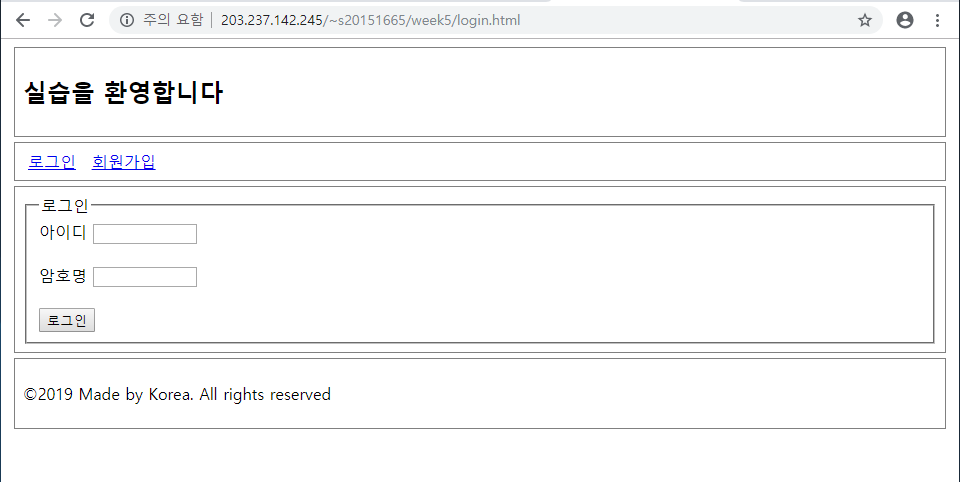 주의 요함 203.237.142.245/~s20151665/week5/login.html
실습을 환영합니다
로그인 회원가입
로그인
아이디
암호명
로그인
©2019 Made by Korea. All rights reserved